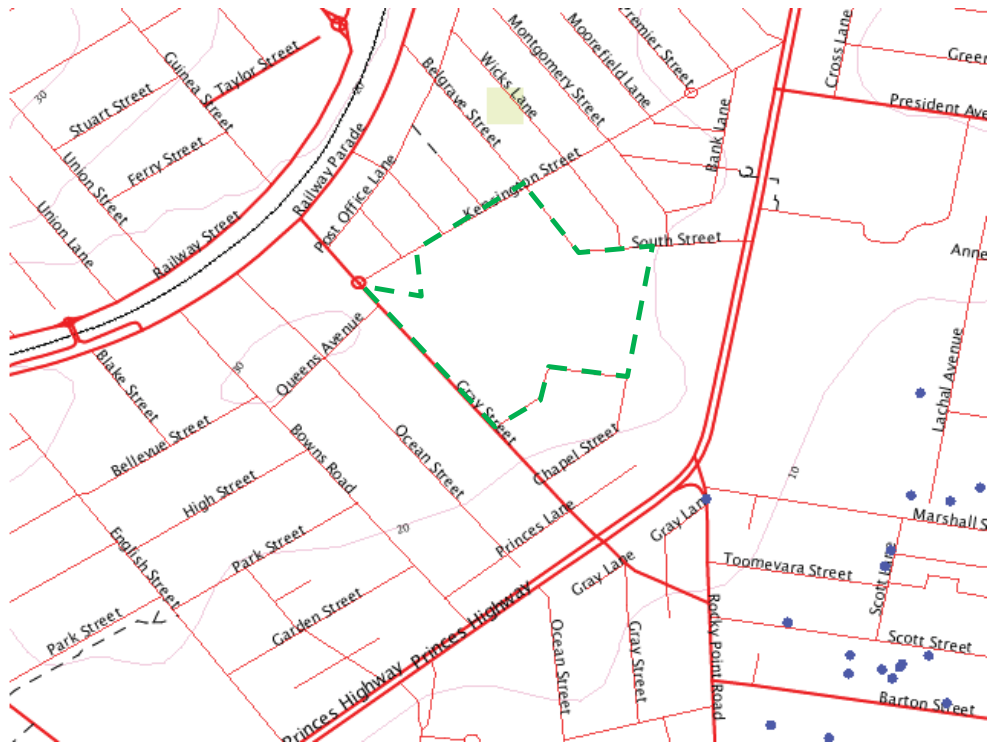 Guinea Street
Taylor Street
Stuart Street
Ferry Street
Union Street
Union Lane
Railway Street
Railway Parade
Post Office Lane
Belgrave Street
Wicks Lane
Montgomery Street
Moorefield Lane
Premier Street
Bank Lane
Kensington Street
South Street
Cross Lane
Green
President Ave
Anne
Lachal Avenue
30
30
10
20
Queens Avenue
Blake Street
Bellevue Street
High Street
Bowns Road
Ocean Street
Gray Street
Chapel Street
Princes Lane
Gray Lane
Gray Lane
English Street
Park Street
Park Street
Garden Street
Princes Highway
Princes Highway
Ocean Street
Gray Street
Rocky Point Road
Marshall S
Toomevara Street
Scott Lane
Scott Street
Barton Street